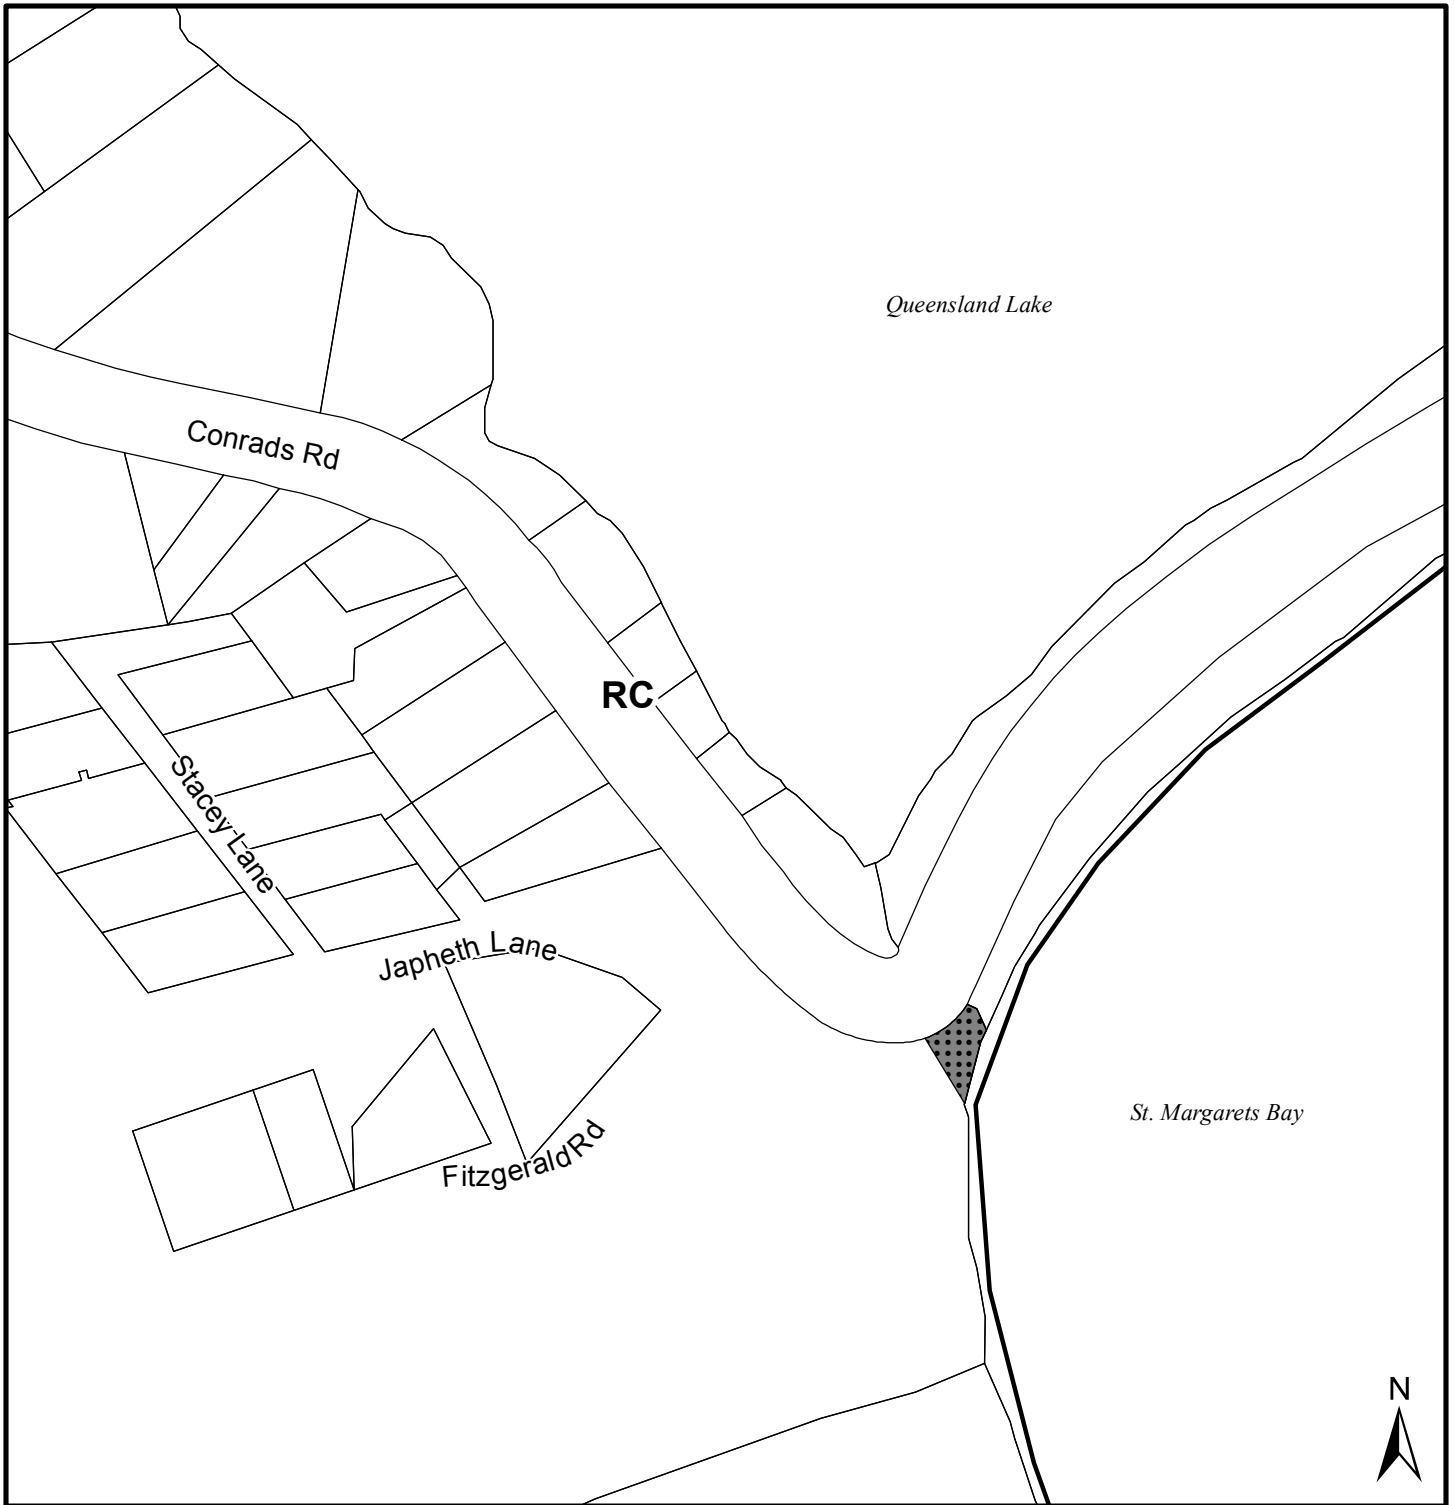 Queensland Lake
Conrads Rd
RC
Stacey Lane
Japheth Lane
St. Margarets Bay
Fitzgerald Rd
N